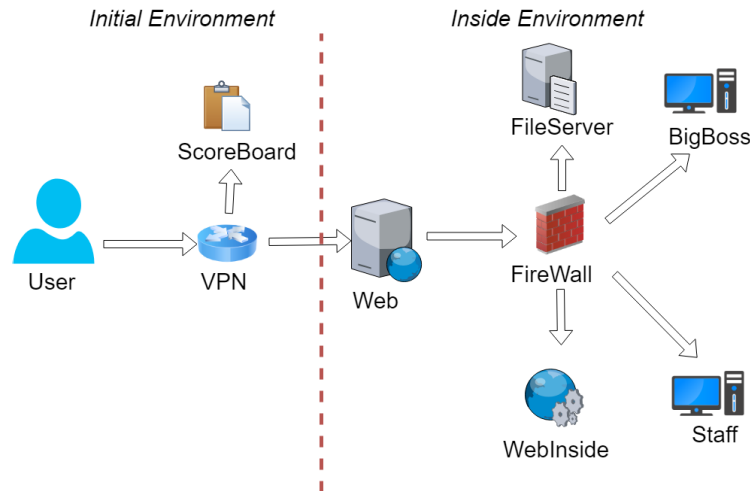 Initial Environment
Inside Environment
ScoreBoard
FileServer
BigBoss
User
VPN
Web
FireWall
WebInside
Staff